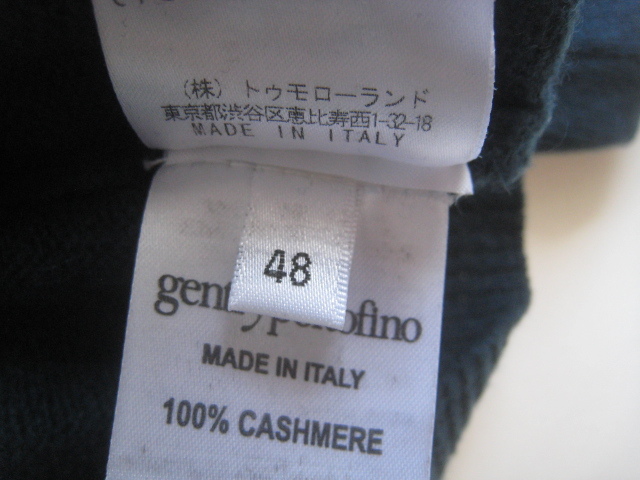 (株) トゥモローランド
東京都渋谷区恵比寿西1-32-18
MADE IN ITALY
48
gentryportofino
MADE IN ITALY
100% CASHMERE